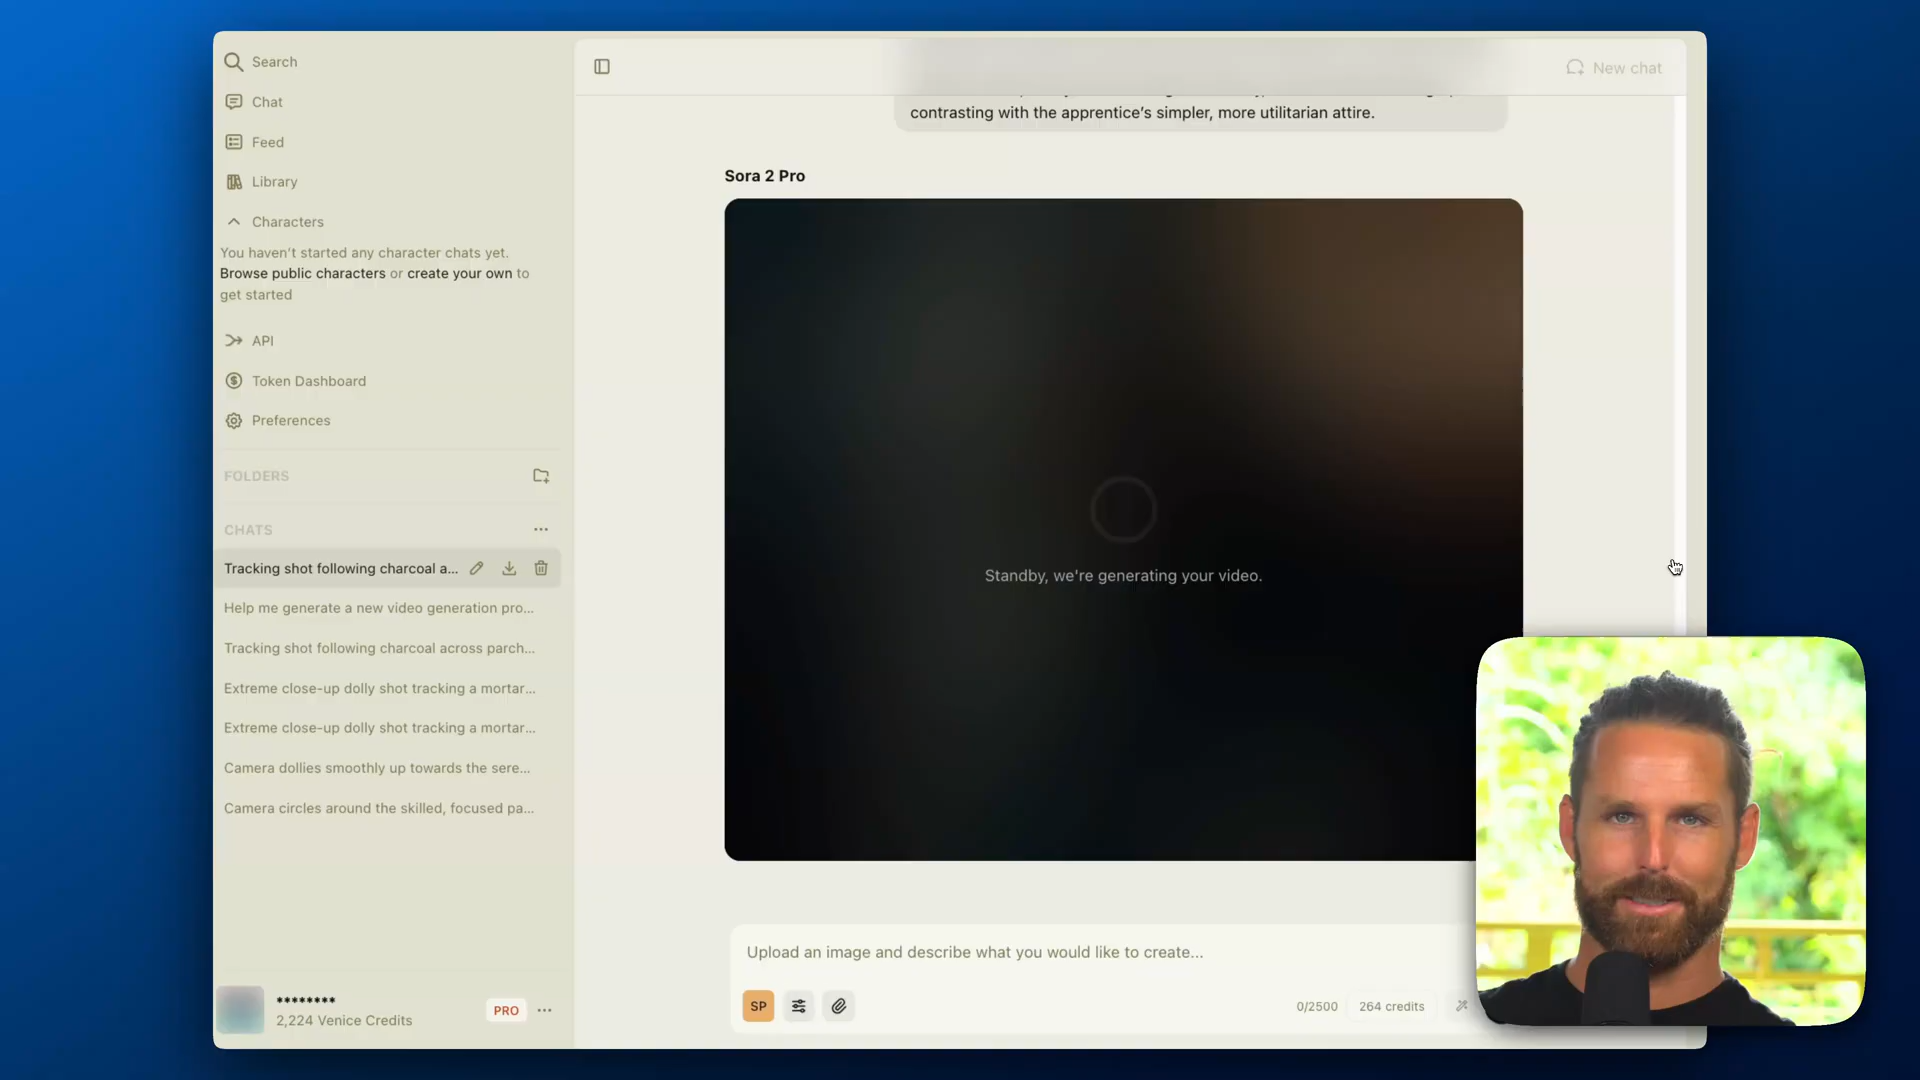 Search
Chat
Feed
Library
Characters
You haven't started any character chats yet.
Browse public characters or create your own to
get started
API
Token Dashboard
Preferences
FOLDERS
CHATS
Tracking shot following charcoal a...
Help me generate a new video generation pro...
Tracking shot following charcoal across parch...
Extreme close-up dolly shot tracking a mortar...
Extreme close-up dolly shot tracking a mortar...
Camera dollies smoothly up towards the sere...
Camera circles around the skilled, focused pa...
********
2,224 Venice Credits
PRO
New chat
contrasting with the apprentice's simpler, more utilitarian attire.
Sora 2 Pro
Standby, we're generating your video.
Upload an image and describe what you would like to create...
SP
0/2500
264 credits